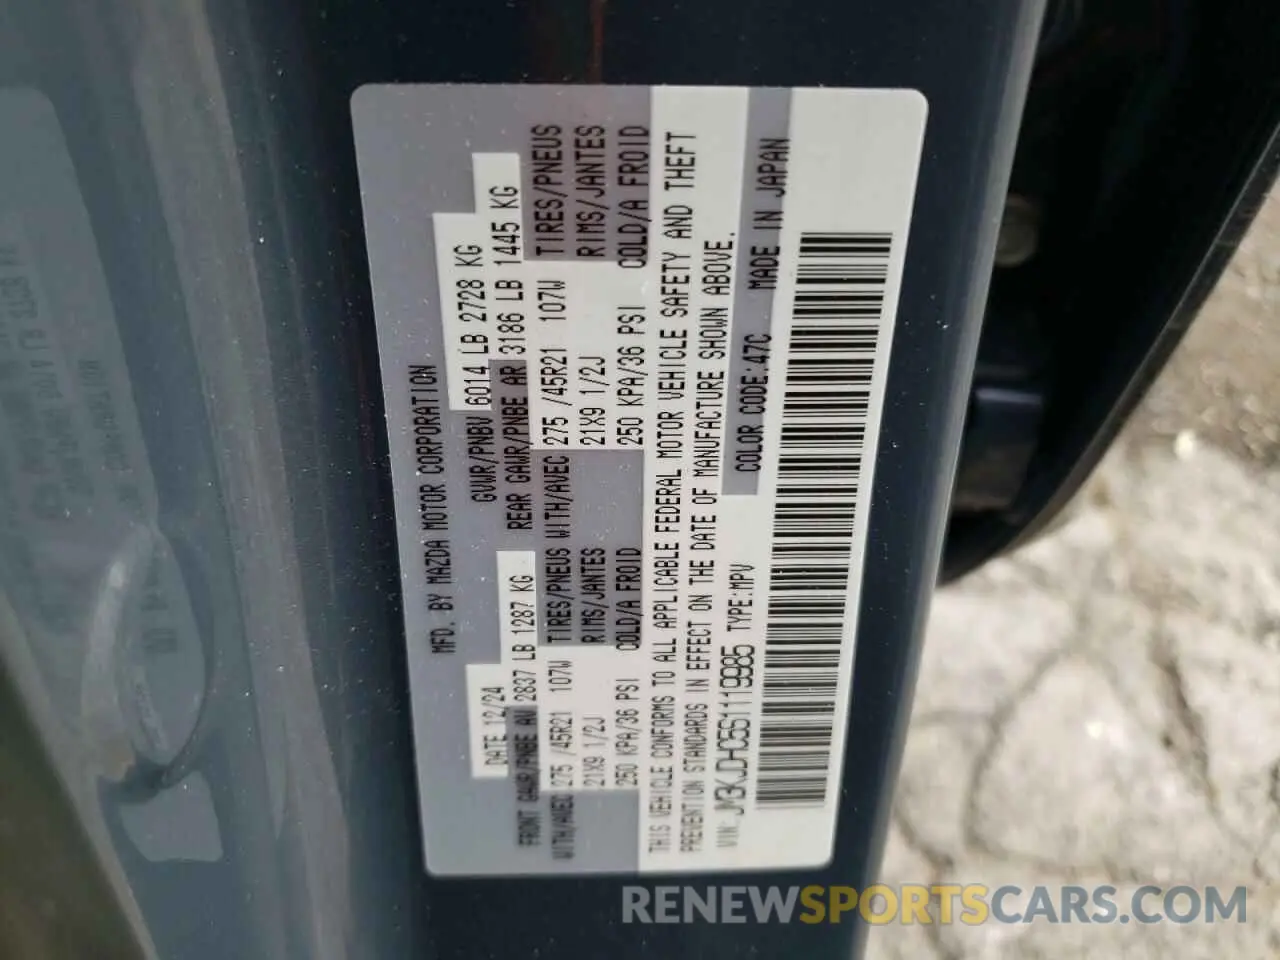 MFD. BY MAZDA MOTOR CORPORATION
DATE 12/24 GVWR/PNBV 6014 LB 2728 KG
FRONT GAWR/PNBE AV 2837 LB 1287 KG REAR GAWR/PNBE AR 3186 LB 1445 KG
WITH/AVEC 275 /45R21 107W TIRES/PNEUS WITH/AVEC 275 /45R21 107W TIRES/PNEUS
21X9 1/2J RIMS/JANTES 21X9 1/2J RIMS/JANTES
250 KPA/36 PSI COLD/A FROID 250 KPA/36 PSI COLD/A FROID
THIS VEHICLE CONFORMS TO ALL APPLICABLE FEDERAL MOTOR VEHICLE SAFETY AND THEFT
PREVENTION STANDARDS IN EFFECT ON THE DATE OF MANUFACTURE SHOWN ABOVE.
VIN: JM3KJDHC5S1119985 TYPE:MPV COLOR CODE:47C MADE IN JAPAN
RENEWSPORTSCARS.COM